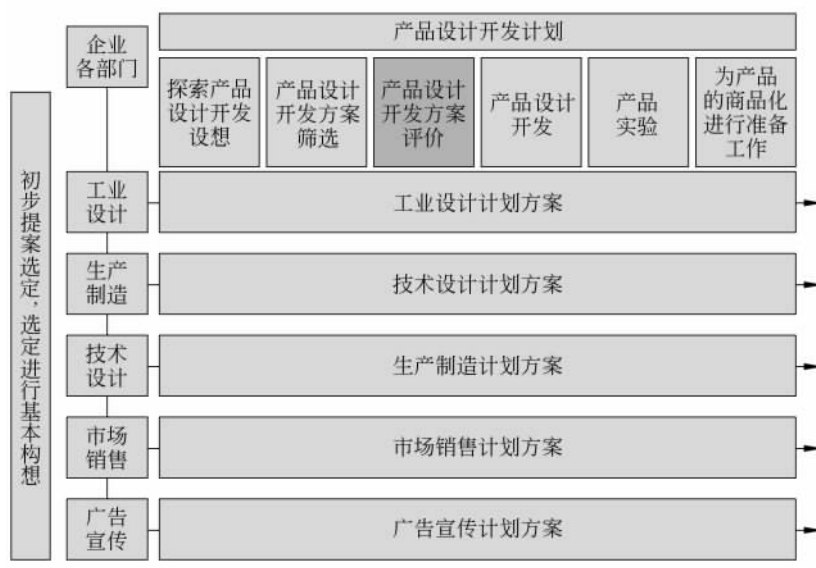 企业
各部门
产品设计开发计划
探索产品
设计开发
设想
产品设计
开发方案
筛选
产品设计
开发方案
评价
产品设计
开发
产品
实验
为产品
的商品化
进行准备
工作
初步提案选定，选定进行基本构想
工业
设计
工业设计计划方案
生产
制造
技术设计计划方案
技术
设计
生产制造计划方案
市场
销售
市场销售计划方案
广告
宣传
广告宣传计划方案